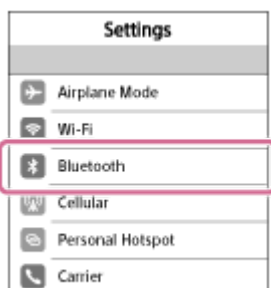 Settings
Airplane Mode
Wi-Fi
Bluetooth
Cellular
Personal Hotspot
Carrier